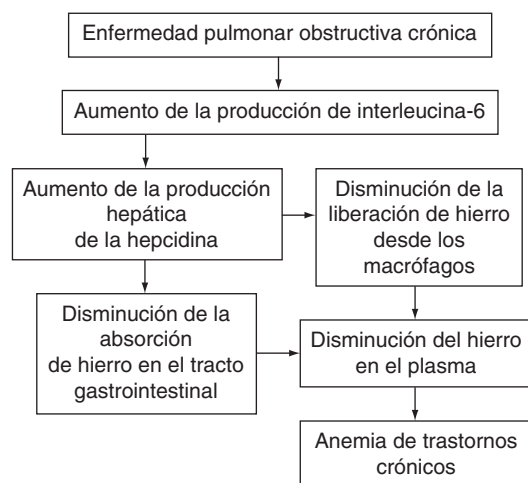 Enfermedad pulmonar obstructiva crónica
Aumento de la producción de interleucina-6
Aumento de la producción
hepática
de la hepcidina
Disminución de la
liberación de hierro
desde los
macrófagos
Disminución de la
absorción
de hierro en el tracto
gastrointestinal
Disminución del hierro
en el plasma
Anemia de trastornos
crónicos